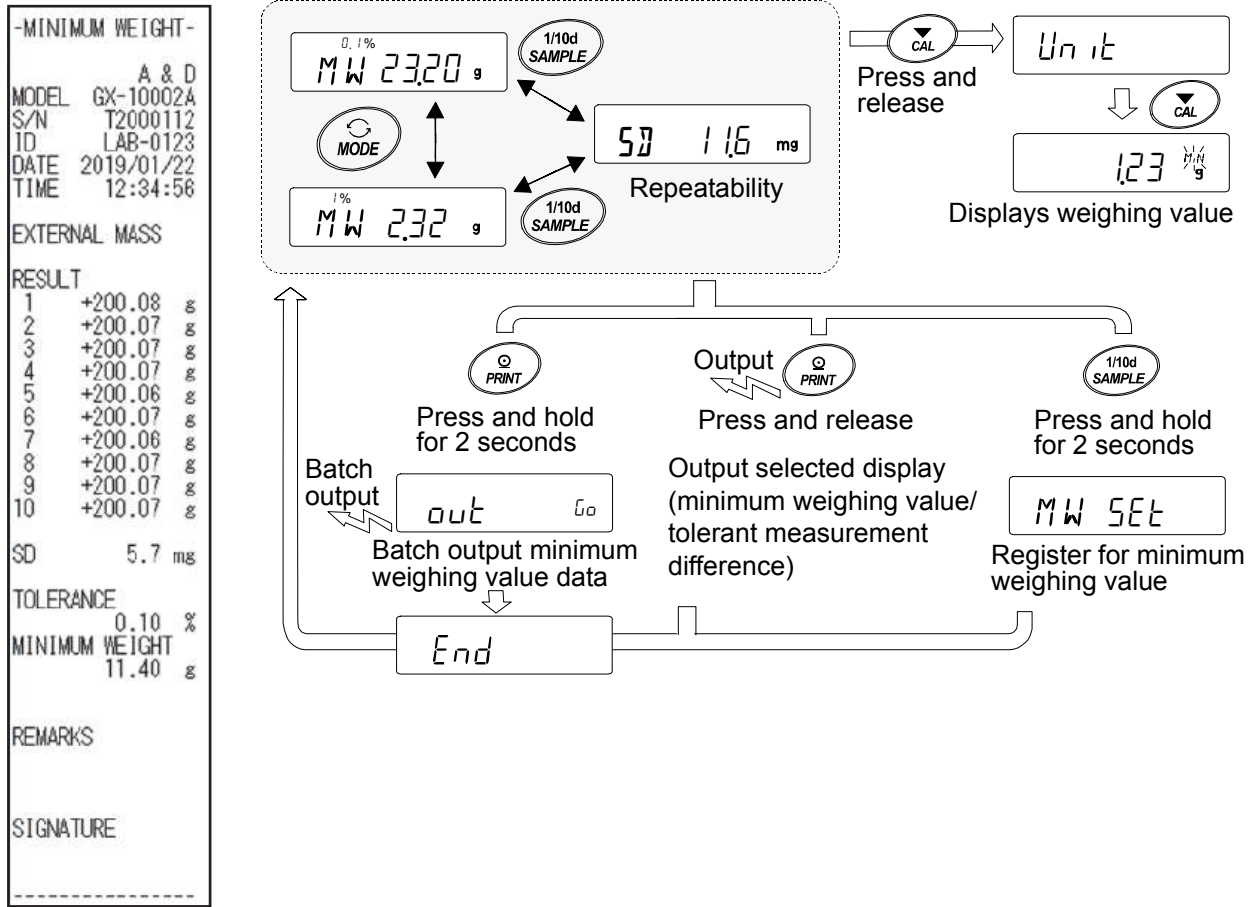 -MINIMUM WEIGHT-
A & D
MODEL GX-10002A
S/N T2000112
ID LAB-0123
DATE 2019/01/22
TIME 12:34:56
EXTERNAL MASS
RESULT
1 +200.08 g
2 +200.07 g
3 +200.07 g
4 +200.07 g
5 +200.06 g
6 +200.07 g
7 +200.06 g
8 +200.07 g
9 +200.07 g
10 +200.07 g
SD 5.7 mg
TOLERANCE
0.10 %
MINIMUM WEIGHT
11.40 g
REMARKS
SIGNATURE
0.1%
MW 23.20 g
1/10d
SAMPLE
MODE
SD 11.6 mg
Repeatability
1%
MW 2.32 g
1/10d
SAMPLE
CAL
Press and
release
Unit
CAL
1.23 MIN g
Displays weighing value
PRINT
Press and hold
for 2 seconds
Batch
output
out Go
Batch output minimum
weighing value data
End
Output
PRINT
Press and release
Output selected display
(minimum weighing value/
tolerant measurement
difference)
1/10d
SAMPLE
Press and hold
for 2 seconds
MW SEt
Register for minimum
weighing value